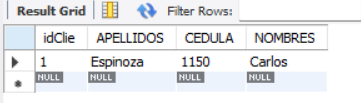 Result Grid Filter Rows:
idClie APELLIDOS CEDULA NOMBRES
1 Espinoza 1150 Carlos
NULL NULL NULL NULL